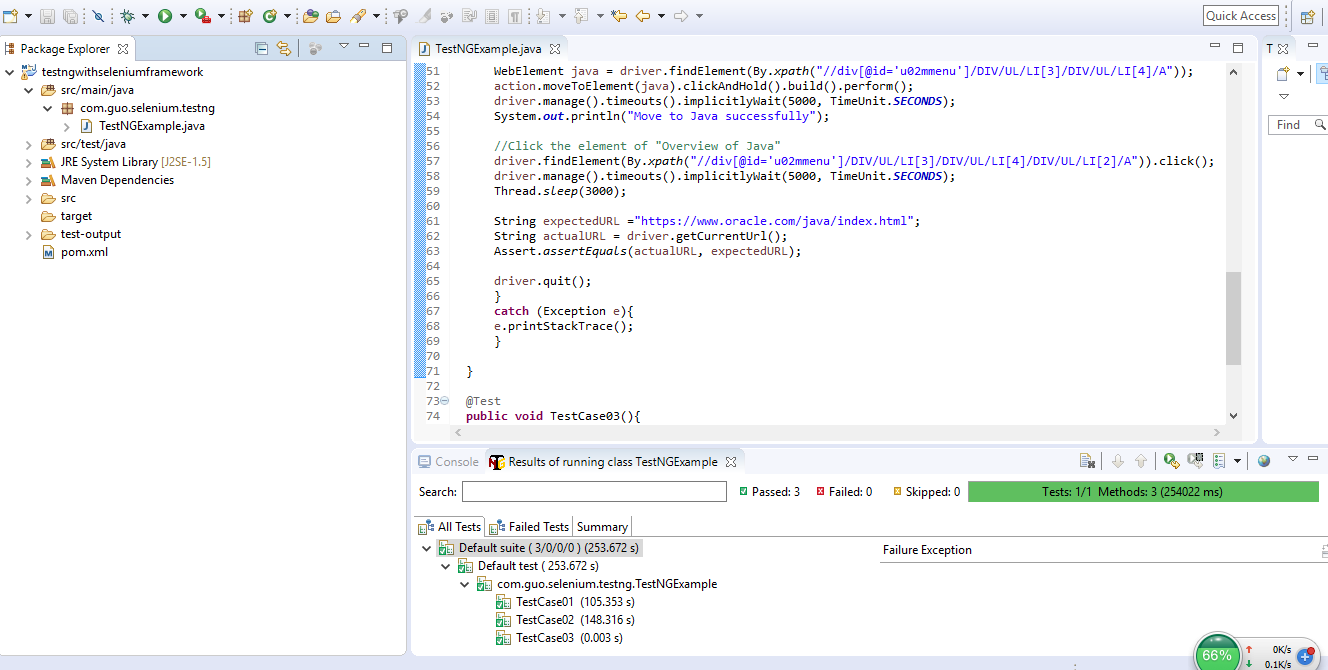 Quick Access
Package Explorer
testngwithseleniumframework
src/main/java
com.guo.selenium.testng
TestNGExample.java
src/test/java
JRE System Library [J2SE-1.5]
Maven Dependencies
src
target
test-output
pom.xml
TestNGExample.java
51 WebElement java = driver.findElement(By.xpath("//div[@id='u02mmenu']/DIV/UL/LI[3]/DIV/UL/LI[4]/A"));
52 action.moveToElement(java).clickAndHold().build().perform();
53 driver.manage().timeouts().implicitlyWait(5000, TimeUnit.SECONDS);
54 System.out.println("Move to Java successfully");
55
56 //Click the element of "Overview of Java"
57 driver.findElement(By.xpath("//div[@id='u02mmenu']/DIV/UL/LI[3]/DIV/UL/LI[4]/DIV/UL/LI[2]/A")).click();
58 driver.manage().timeouts().implicitlyWait(5000, TimeUnit.SECONDS);
59 Thread.sleep(3000);
60
61 String expectedURL ="https://www.oracle.com/java/index.html";
62 String actualURL = driver.getCurrentUrl();
63 Assert.assertEquals(actualURL, expectedURL);
64
65 driver.quit();
66 }
67 catch (Exception e){
68 e.printStackTrace();
69 }
70
71 }
72
73 @Test
74 public void TestCase03(){
T
Find
Console
Results of running class TestNGExample
Search:
Passed: 3
Failed: 0
Skipped: 0
Tests: 1/1 Methods: 3 (254022 ms)
All Tests
Failed Tests
Summary
Default suite ( 3/0/0/0 ) (253.672 s)
Default test ( 253.672 s)
com.guo.selenium.testng.TestNGExample
TestCase01 (105.353 s)
TestCase02 (148.316 s)
TestCase03 (0.003 s)
Failure Exception
66%
0K/s
0.1K/s